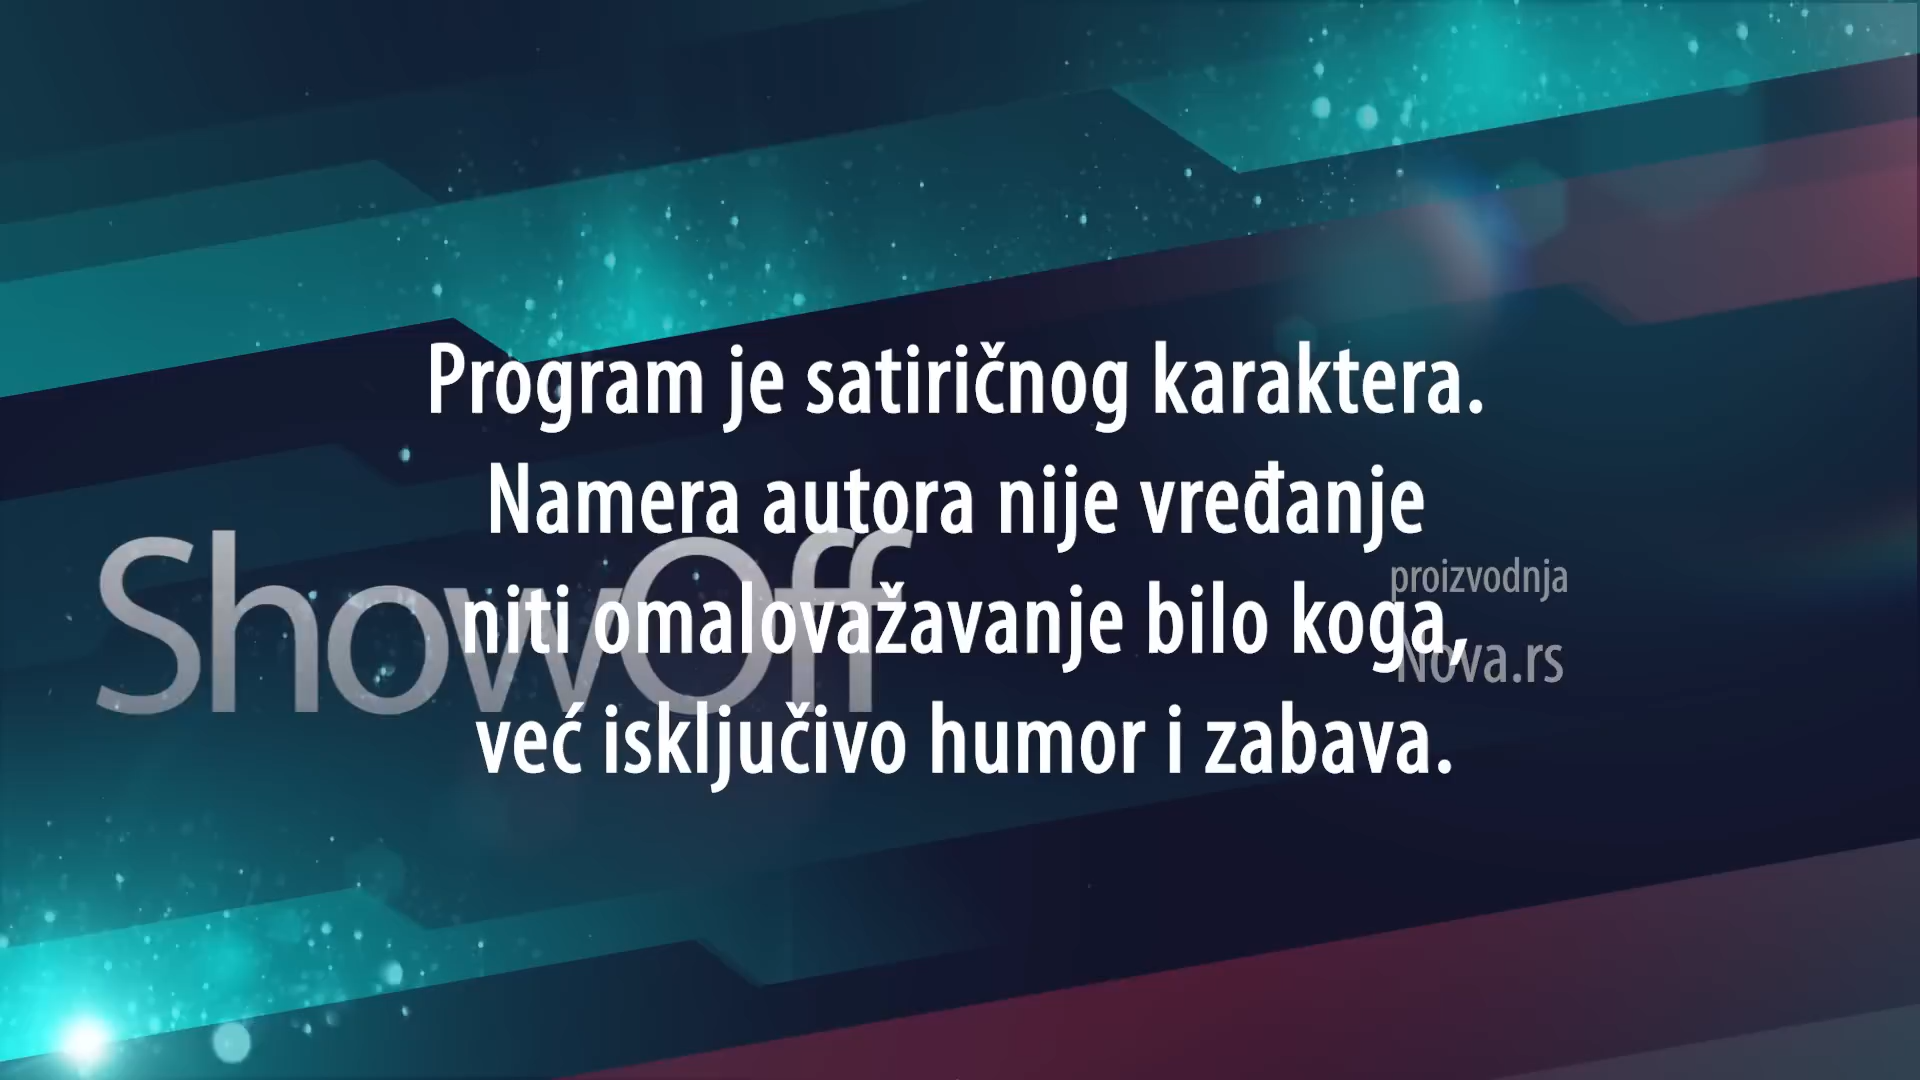 Program je satiričnog karaktera.
Namera autora nije vređanje
niti omalovažavanje bilo koga,
već isključivo humor i zabava.
ShowOff
proizvodnja
Nova.rs